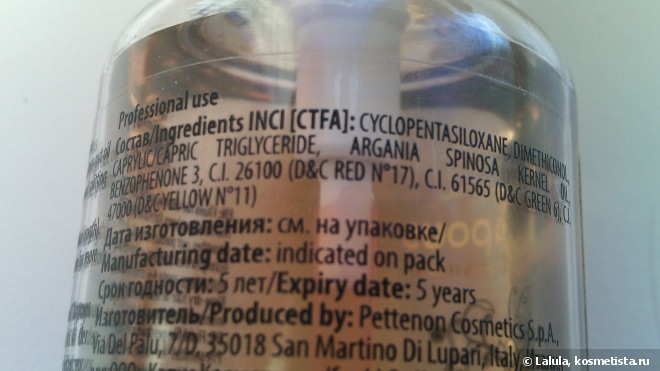 Professional use
Состав/Ingredients INCI [CTFA]: CYCLOPENTASILOXANE, DIMETHICONOL,
CAPRYLIC/CAPRIC TRIGLYCERIDE, ARGANIA SPINOSA KERNEL OIL,
BENZOPHENONE 3, C.I. 26100 (D&C RED N°17), C.I. 61565 (D&C GREEN 6), C.I.
47000 (D&C YELLOW N°11)
Дата изготовления: см. на упаковке/
Manufacturing date: indicated on pack
Срок годности: 5 лет/Expiry date: 5 years
Изготовитель/Produced by: Pettenon Cosmetics S.p.A.,
Via Del Palù, 7/D, 35018 San Martino Di Lupari, Italy,
© Lalula, kosmetista.ru